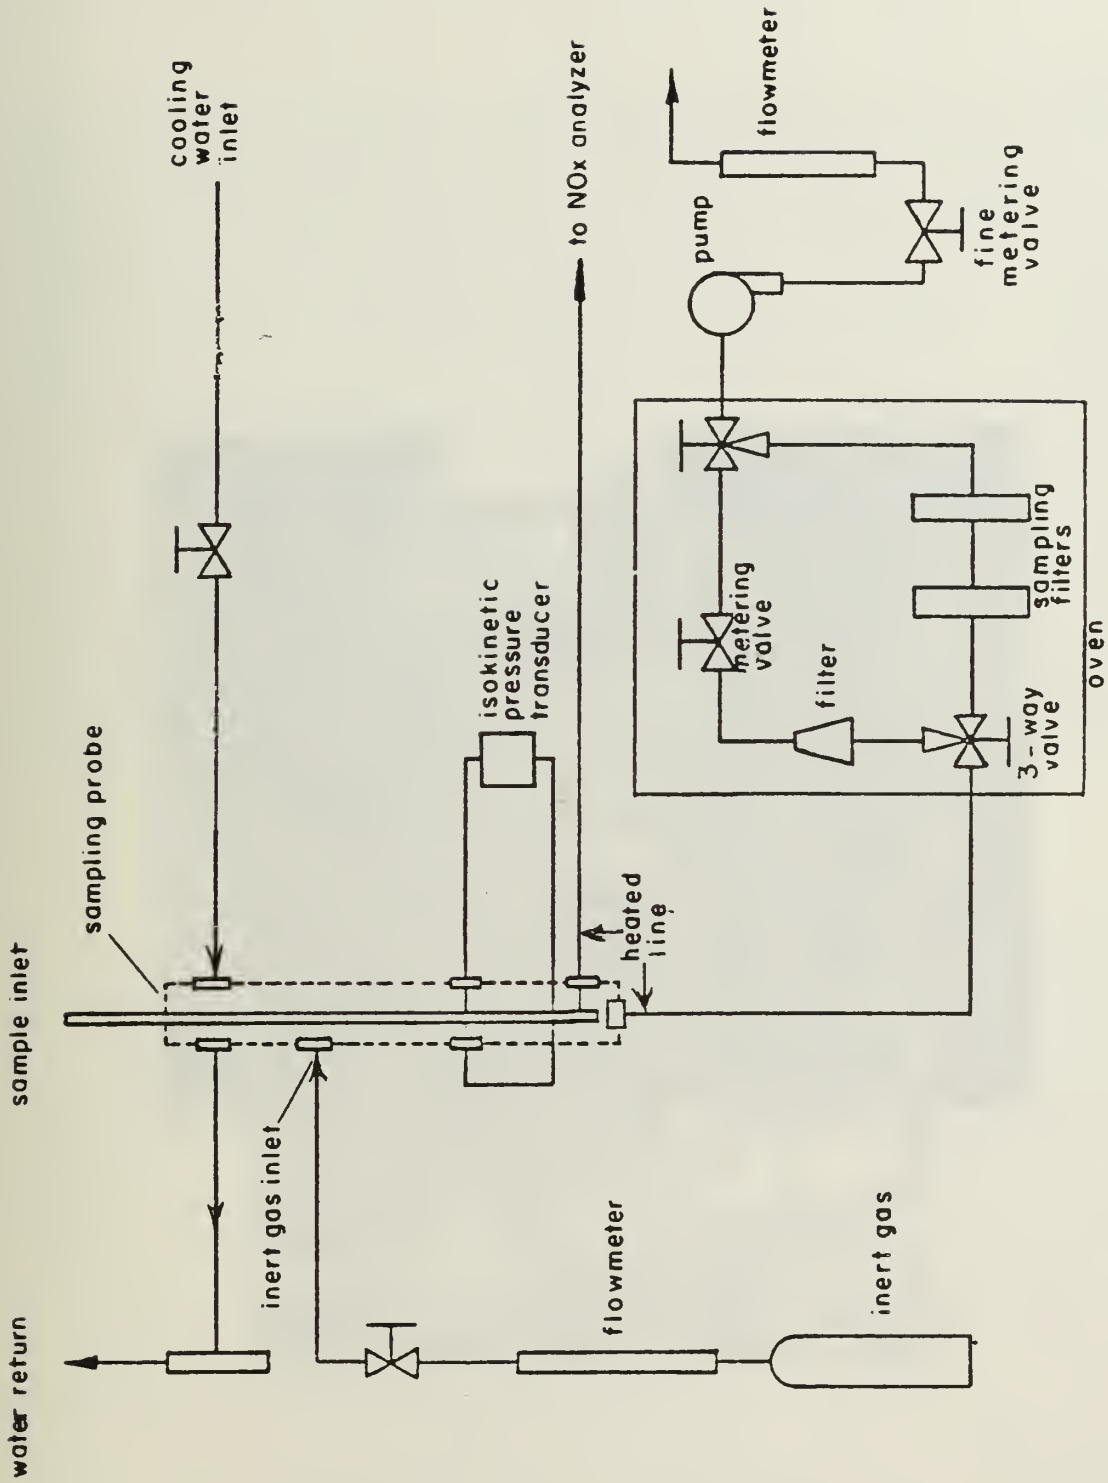 water return
sample inlet
sampling probe
cooling
water
inlet
inert gas inlet
isokinetic
pressure
transducer
to NOx analyzer
heated
line
flowmeter
inert gas
metering
valve
filter
3-way
valve
sampling
filters
oven
pump
fine
metering
valve
flowmeter